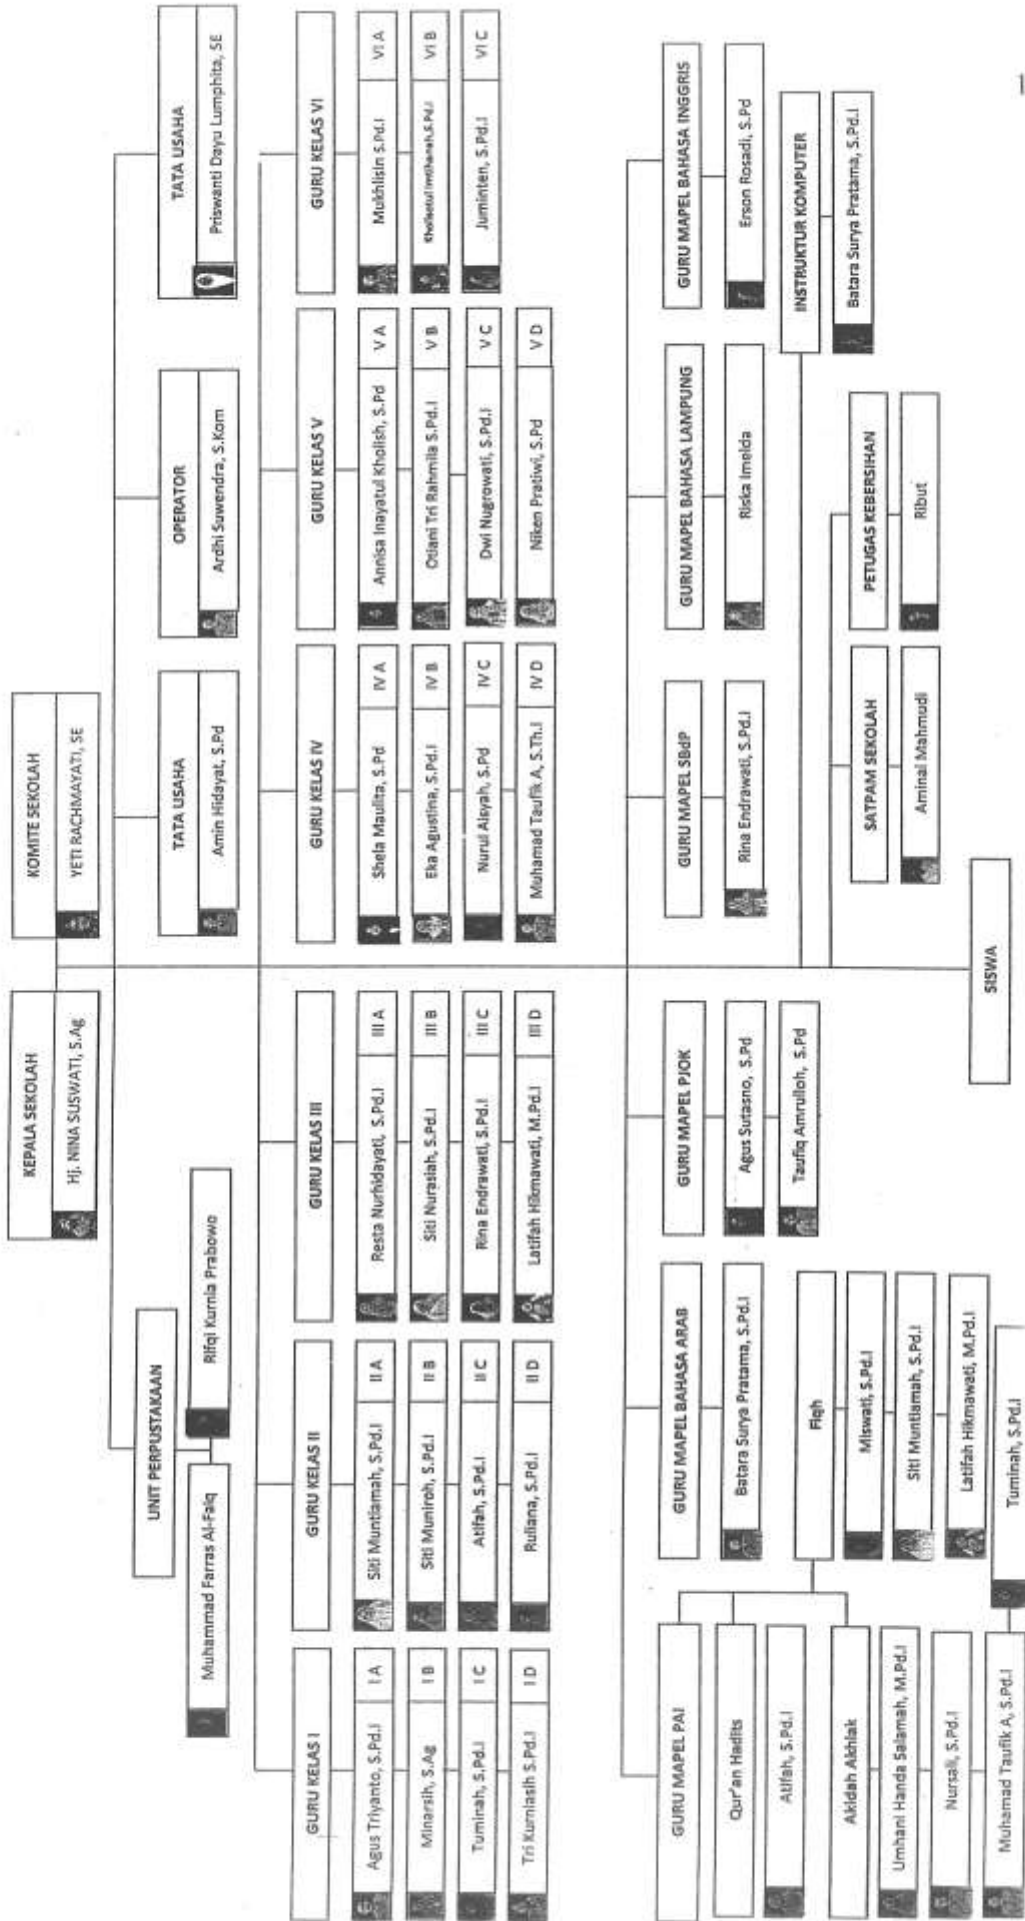 KEPALA SEKOLAH
Hj. NINA SUSWATI, S.Ag
KOMITE SEKOLAH
YETI RACHMAYATI, SE
UNIT PERPUSTAKAAN
Muhammad Farras Al-Faiq
Rifqi Kurnia Prabowo
TATA USAHA
Amin Hidayat, S.Pd
OPERATOR
Ardhi Suwendra, S.Kom
TATA USAHA
Priswanti Dayu Lumphita, SE
GURU KELAS I
Agus Triyanto, S.Pd.I I A
Minarsih, S.Ag I B
Tuminah, S.Pd.I I C
Tri Kurniasih S.Pd.I I D
GURU KELAS II
Siti Muntiamah, S.Pd.I II A
Siti Muniroh, S.Pd.I II B
Atifah, S.Pd.I II C
Ruliana, S.Pd.I II D
GURU KELAS III
Resta Nurhidayati, S.Pd.I III A
Siti Nurasiah, S.Pd.I III B
Rina Endrawati, S.Pd.I III C
Latifah Hikmawati, M.Pd.I III D
GURU KELAS IV
Shela Maulita, S.Pd IV A
Eka Agustina, S.Pd.I IV B
Nurul Aisyah, S.Pd IV C
Muhamad Taufik A, S.Th.I IV D
GURU KELAS V
Annisa Inayatul Kholish, S.Pd V A
Otiani Tri Rahmila S.Pd.I V B
Dwi Nugrowati, S.Pd.I V C
Niken Pratiwi, S.Pd V D
GURU KELAS VI
Mukhlisin S.Pd.I VI A
Kholisatul Imtihanah,S.Pd.I VI B
Juminten, S.Pd.I VI C
GURU MAPEL PAI
Qur'an Hadits
Atifah, S.Pd.I
Akidah Akhlak
Umhani Handa Salamah, M.Pd.I
Nursali, S.Pd.I
Muhamad Taufik A, S.Pd.I
Tuminah, S.Pd.I
Fiqh
Miswati, S.Pd.I
Siti Muntiamah, S.Pd.I
Latifah Hikmawati, M.Pd.I
GURU MAPEL BAHASA ARAB
Batara Surya Pratama, S.Pd.I
GURU MAPEL PJOK
Agus Sutasno, S.Pd
Taufiq Amrulloh, S.Pd
GURU MAPEL SBdP
Rina Endrawati, S.Pd.I
GURU MAPEL BAHASA LAMPUNG
Riska Imelda
GURU MAPEL BAHASA INGGRIS
Erson Rosadi, S.Pd
INSTRUKTUR KOMPUTER
Batara Surya Pratama, S.Pd.I
SATPAM SEKOLAH
Aminal Mahmudi
PETUGAS KEBERSIHAN
Ribut
SISWA